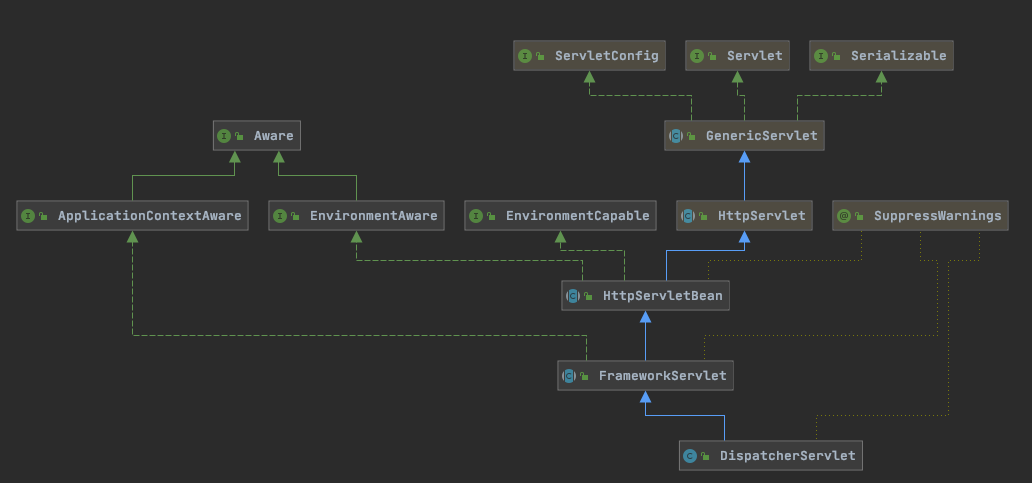 ServletConfig Servlet Serializable
Aware GenericServlet
ApplicationContextAware EnvironmentAware EnvironmentCapable HttpServlet SuppressWarnings
HttpServletBean
FrameworkServlet
DispatcherServlet